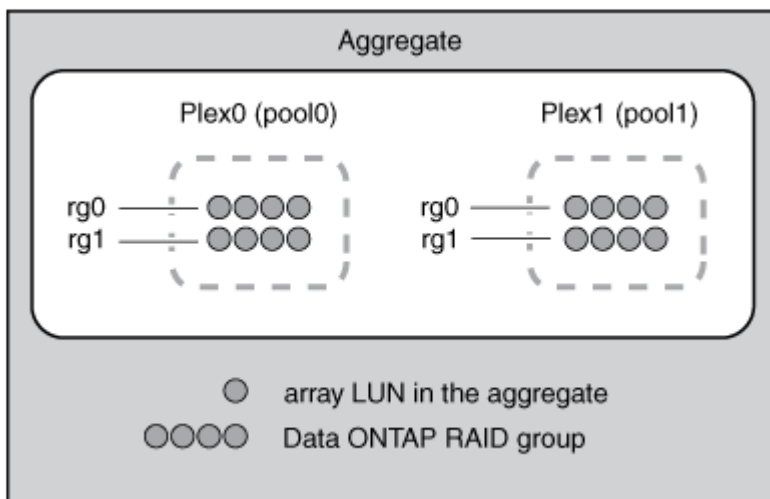 Aggregate
Plex0 (pool0) Plex1 (pool1)
rg0 rg0
rg1 rg1
array LUN in the aggregate
Data ONTAP RAID group